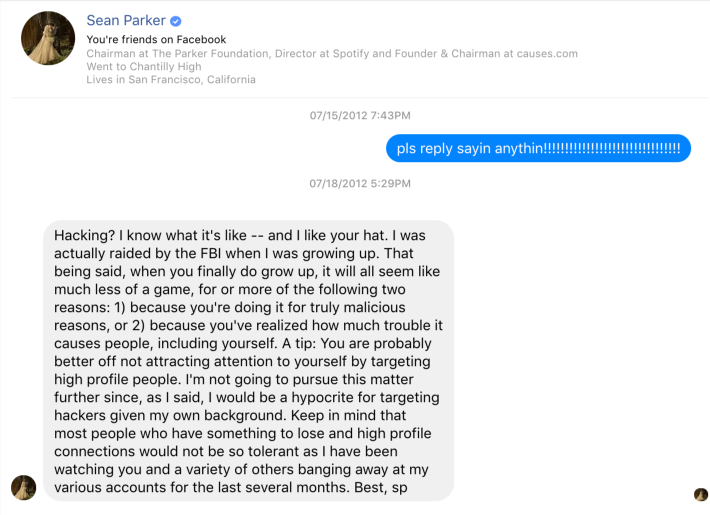 Sean Parker
You're friends on Facebook
Chairman at The Parker Foundation, Director at Spotify and Founder & Chairman at causes.com
Went to Chantilly High
Lives in San Francisco, California
07/15/2012 7:43PM
pls reply sayin anythin!!!!!!!!!!!!!!!!!!!!!!!!!!!!!!!!
07/18/2012 5:29PM
Hacking? I know what it's like -- and I like your hat. I was
actually raided by the FBI when I was growing up. That
being said, when you finally do grow up, it will all seem like
much less of a game, for or more of the following two
reasons: 1) because you're doing it for truly malicious
reasons, or 2) because you've realized how much trouble it
causes people, including yourself. A tip: You are probably
better off not attracting attention to yourself by targeting
high profile people. I'm not going to pursue this matter
further since, as I said, I would be a hypocrite for targeting
hackers given my own background. Keep in mind that
most people who have something to lose and high profile
connections would not be so tolerant as I have been
watching you and a variety of others banging away at my
various accounts for the last several months. Best, sp